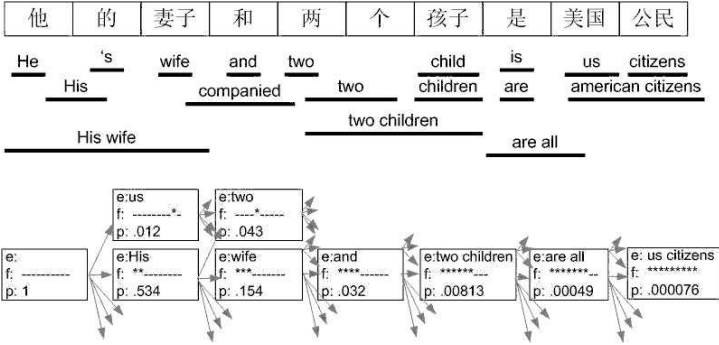 他 的 妻子 和 两 个 孩子 是 美国 公民
He 's wife and two child is us citizens
His companied two children are american citizens
His wife two children are all
e:us e:two
f: --------*- f: ----*-----
p: .012 p: .043
e: e:His e:wife e:and e:two children e:are all e: us citizens
f: ---------- f: **-------- f: ***------- f: ****------ f: ******--- f: *******-- f: *********
p: 1 p: .534 p: .154 p: .032 p: .00813 p: .00049 p: .000076